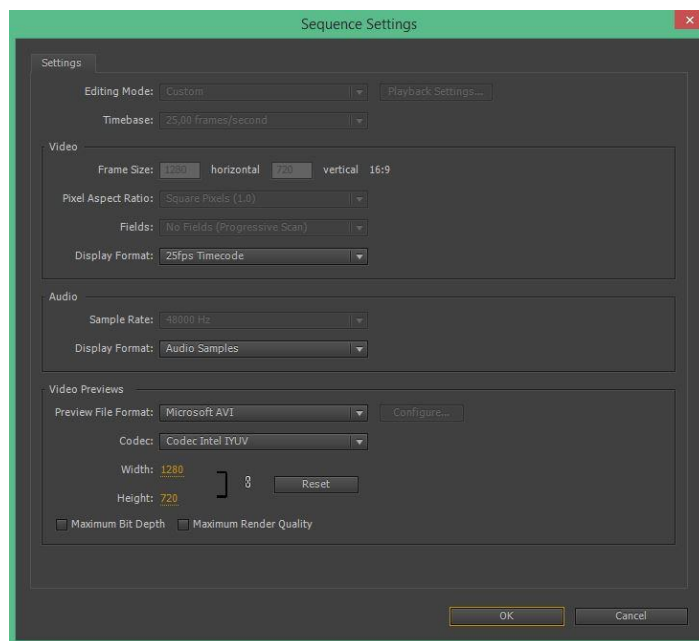 Sequence Settings
Settings
Editing Mode: Custom Playback Settings...
Timebase: 25,00 frames/second
Video
Frame Size: 1280 horizontal 720 vertical 16:9
Pixel Aspect Ratio: Square Pixels (1.0)
Fields: No Fields (Progressive Scan)
Display Format: 25fps Timecode
Audio
Sample Rate: 48000 Hz
Display Format: Audio Samples
Video Previews
Preview File Format: Microsoft AVI Configure...
Codec: Codec Intel IYUV
Width: 1280
Height: 720
Reset
Maximum Bit Depth Maximum Render Quality
OK Cancel